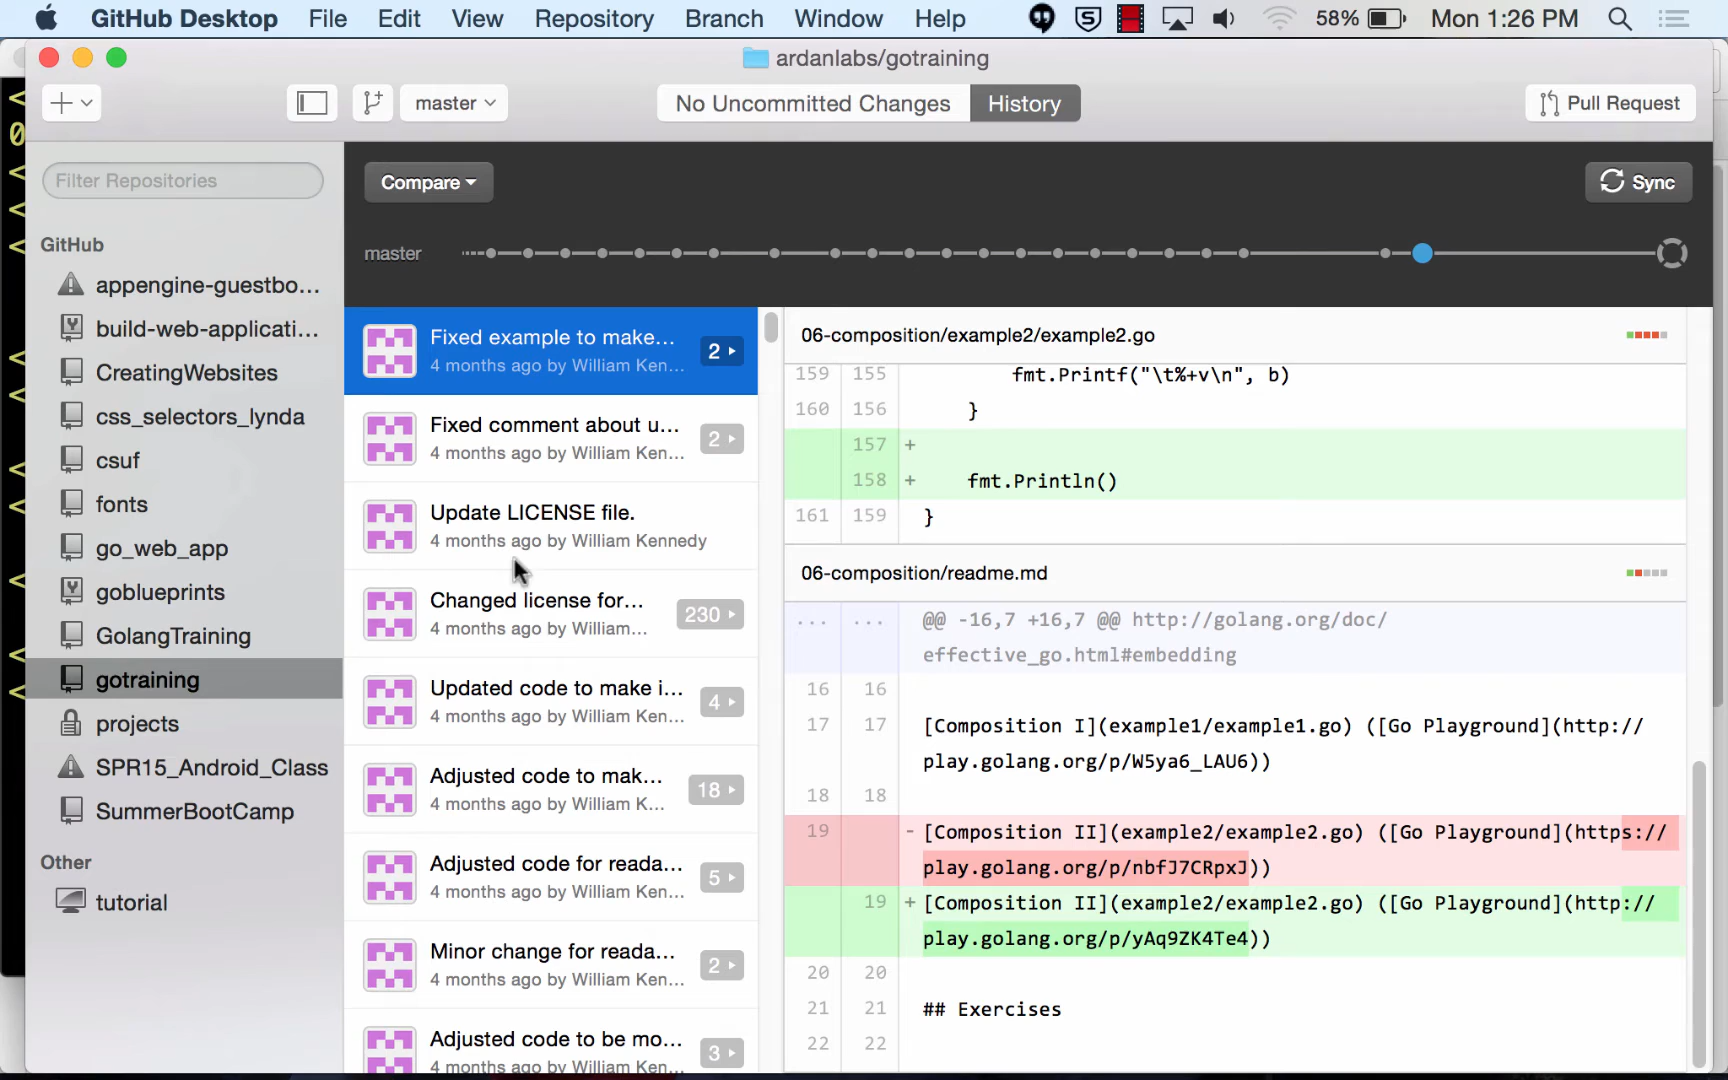 GitHub Desktop File Edit View Repository Branch Window Help 58% Mon 1:26 PM
ardanlabs/gotraining
master No Uncommitted Changes History Pull Request
Filter Repositories
GitHub
appengine-guestbo...
build-web-applicati...
CreatingWebsites
css_selectors_lynda
csuf
fonts
go_web_app
goblueprints
GolangTraining
gotraining
projects
SPR15_Android_Class
SummerBootCamp
Other
tutorial
Compare Sync
master
Fixed example to make... 2
4 months ago by William Ken...
Fixed comment about u... 2
4 months ago by William Ken...
Update LICENSE file.
4 months ago by William Kennedy
Changed license for... 230
4 months ago by William...
Updated code to make i... 4
4 months ago by William Ken...
Adjusted code to mak... 18
4 months ago by William K...
Adjusted code for reada... 5
4 months ago by William Ken...
Minor change for reada... 2
4 months ago by William Ken...
Adjusted code to be mo... 3
4 months ago by William Ken...
06-composition/example2/example2.go
159 155 fmt.Printf("\t%+v\n", b)
160 156 }
157 +
158 + fmt.Println()
161 159 }
06-composition/readme.md
... ... @@ -16,7 +16,7 @@ http://golang.org/doc/
effective_go.html#embedding
16 16
17 17 [Composition I](example1/example1.go) ([Go Playground](http://
play.golang.org/p/W5ya6_LAU6))
18 18
19 - [Composition II](example2/example2.go) ([Go Playground](https://
play.golang.org/p/nbfJ7CRpxJ))
19 + [Composition II](example2/example2.go) ([Go Playground](http://
play.golang.org/p/yAq9ZK4Te4))
20 20
21 21 ## Exercises
22 22